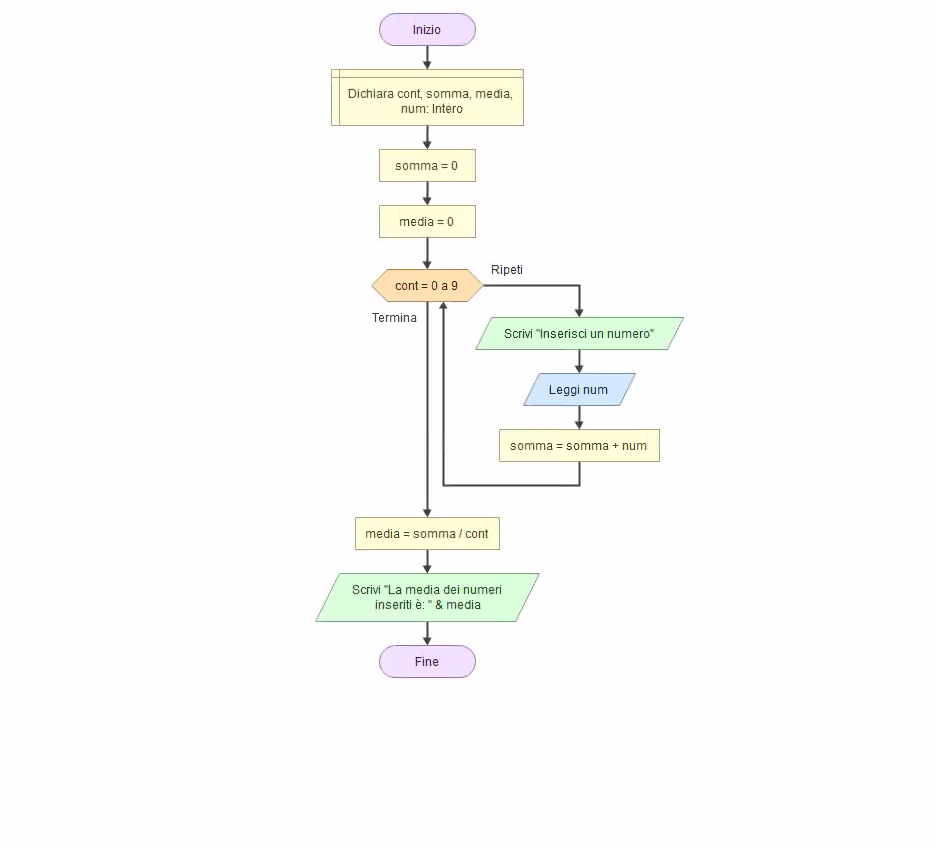 Inizio
Dichiara cont, somma, media,
num: Intero
somma = 0
media = 0
cont = 0 a 9
Ripeti
Termina
Scrivi "Inserisci un numero"
Leggi num
somma = somma + num
media = somma / cont
Scrivi "La media dei numeri
inseriti è: " & media
Fine